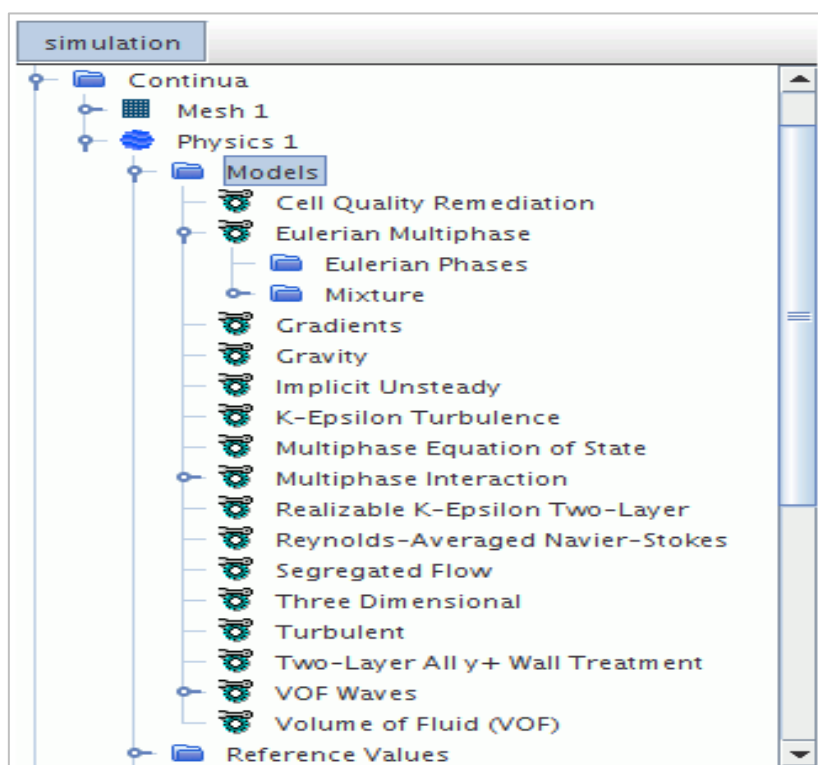 simulation
Continua
Mesh 1
Physics 1
Models
Cell Quality Remediation
Eulerian Multiphase
Eulerian Phases
Mixture
Gradients
Gravity
Implicit Unsteady
K-Epsilon Turbulence
Multiphase Equation of State
Multiphase Interaction
Realizable K-Epsilon Two-Layer
Reynolds-Averaged Navier-Stokes
Segregated Flow
Three Dimensional
Turbulent
Two-Layer All y+ Wall Treatment
VOF Waves
Volume of Fluid (VOF)
Reference Values